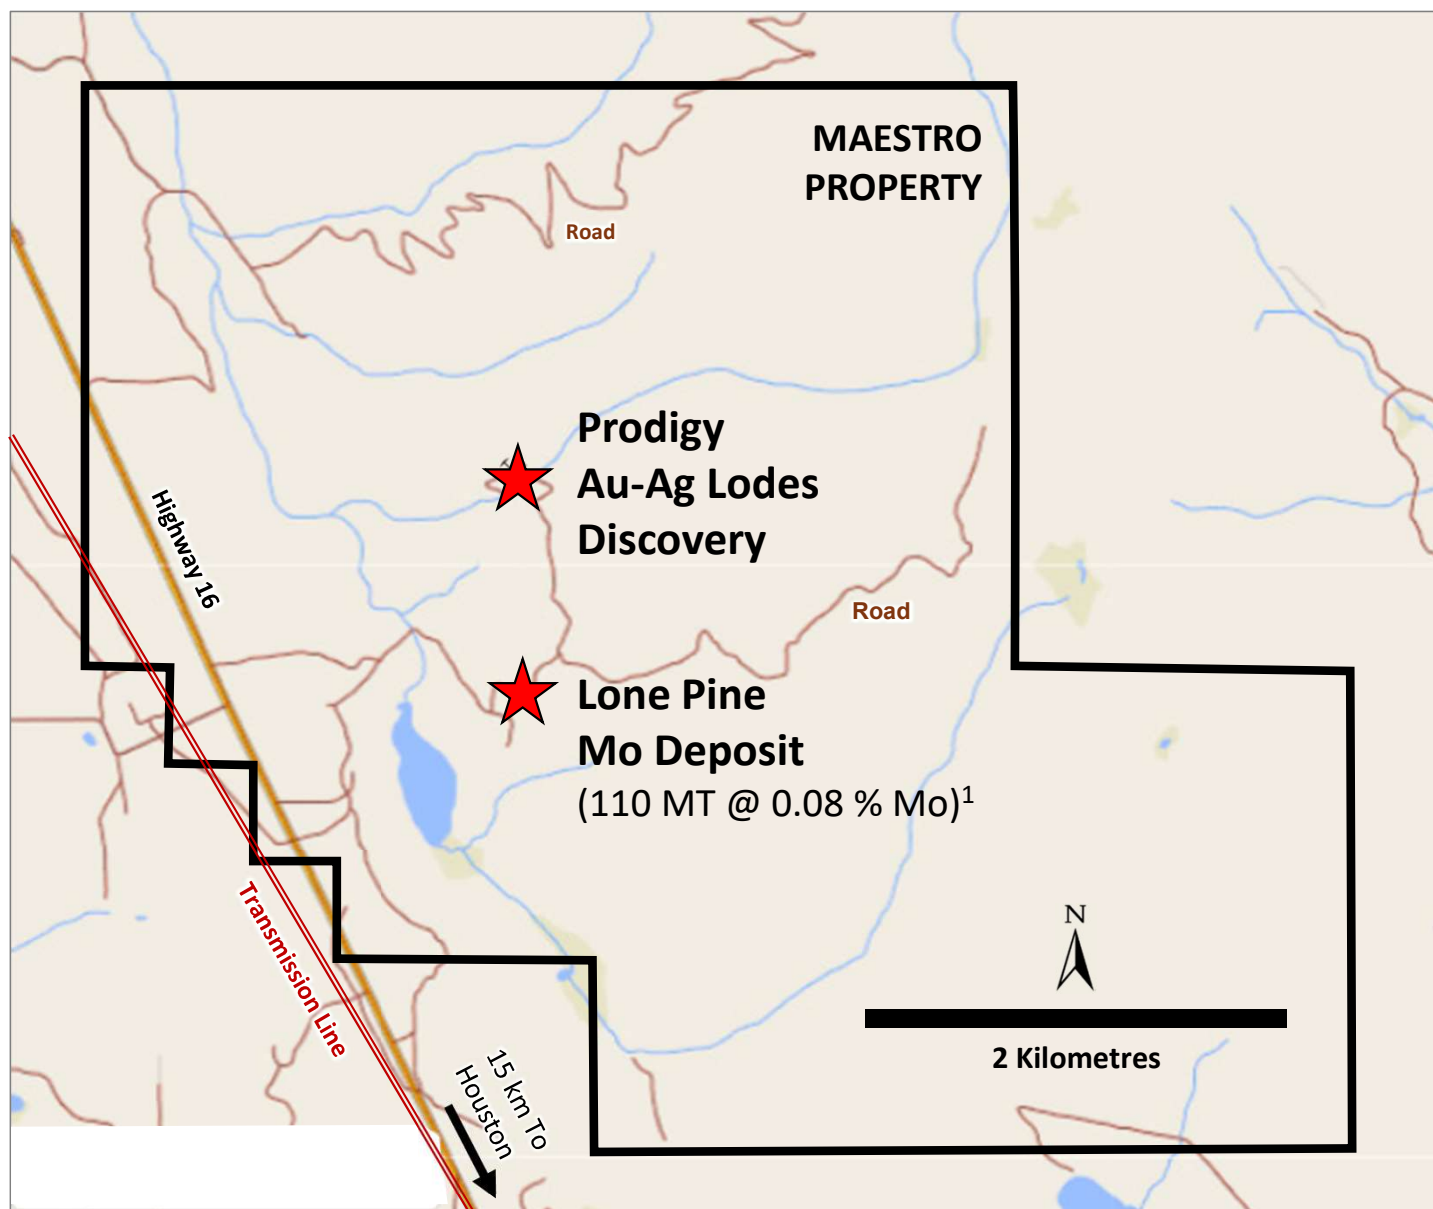 MAESTRO
PROPERTY
Road
Prodigy
Au-Ag Lodes
Discovery
Highway 16
Road
Lone Pine
Mo Deposit
(110 MT @ 0.08 % Mo)¹
Transmission Line
N
2 Kilometres
15 km To
Houston